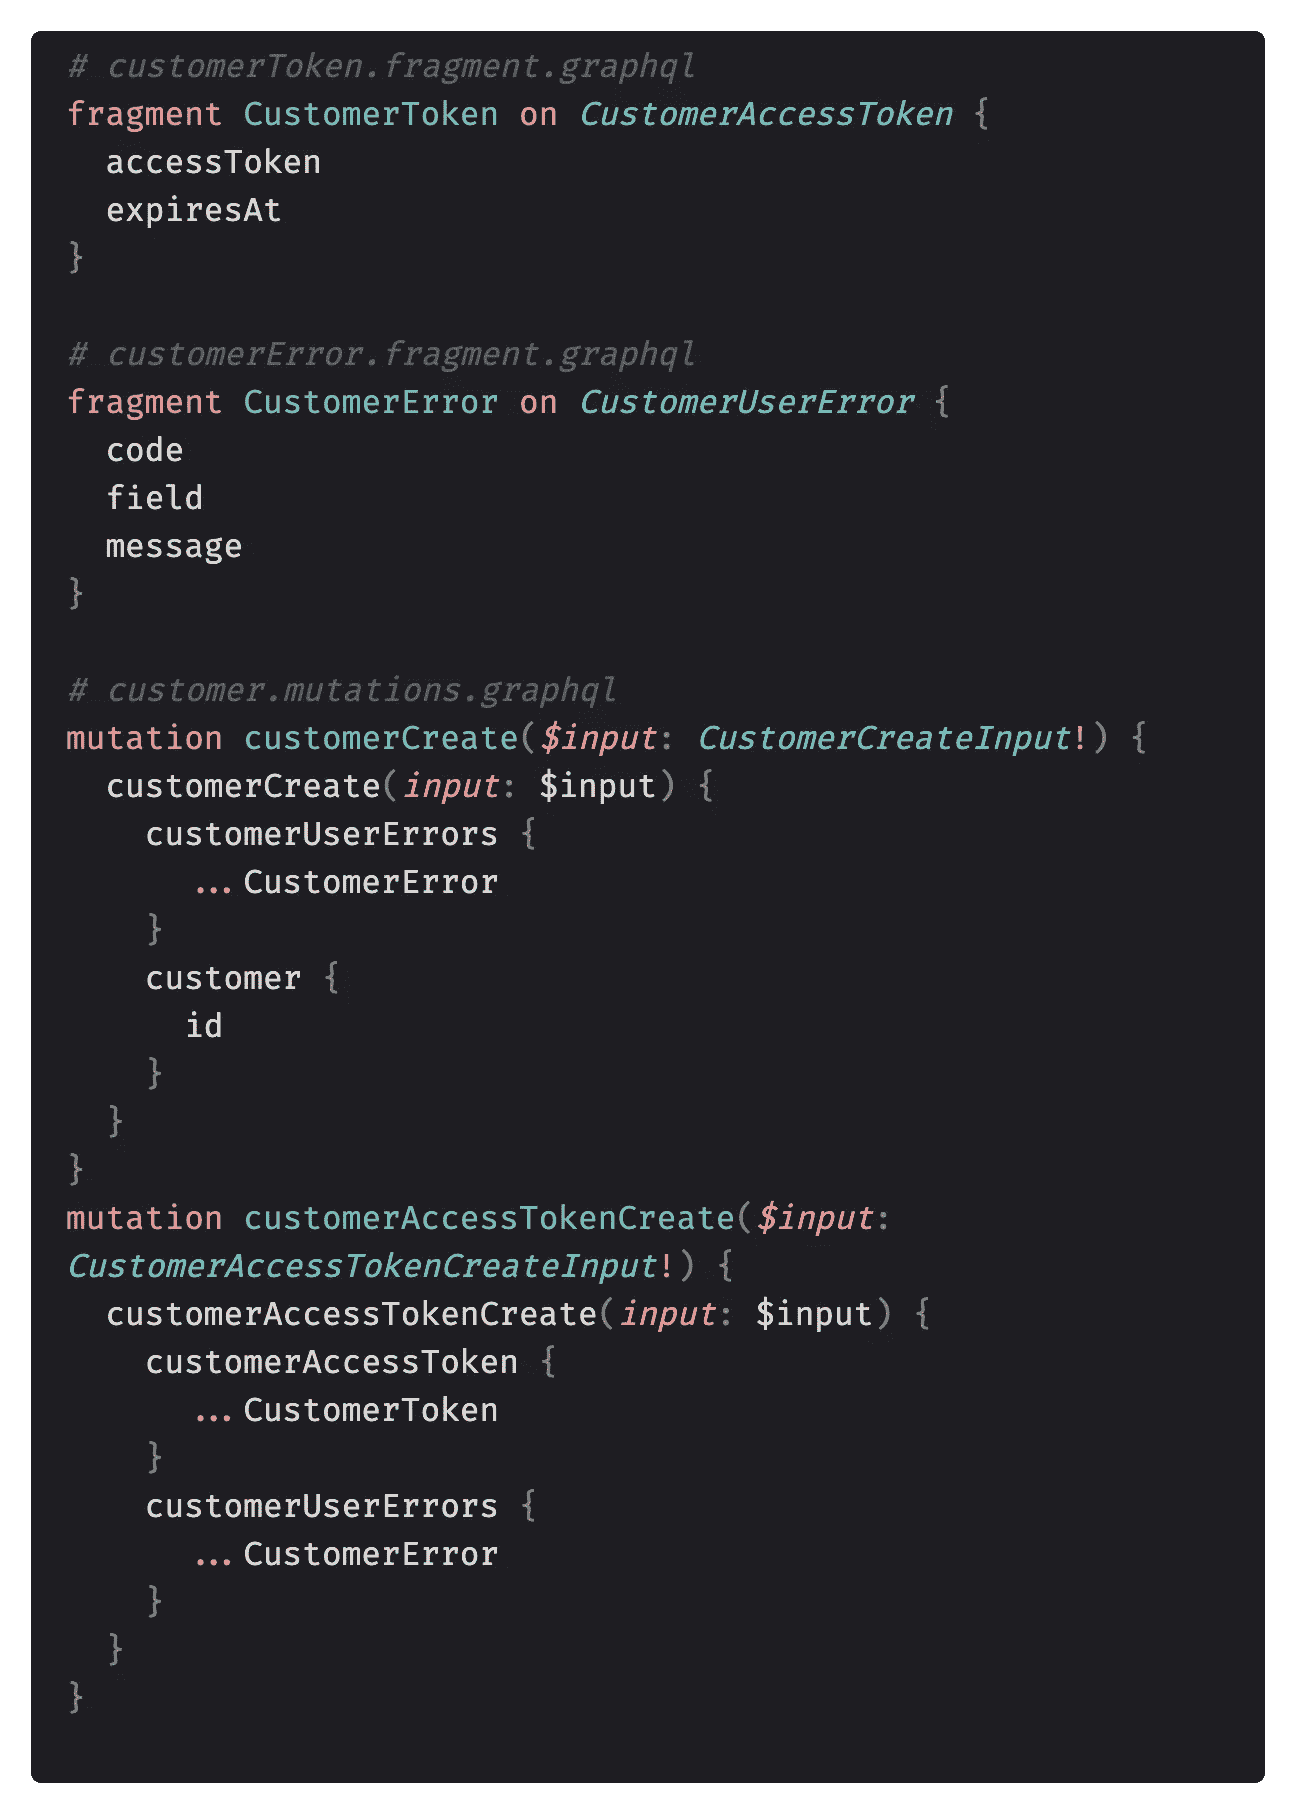 # customerToken.fragment.graphql
fragment CustomerToken on CustomerAccessToken {
  accessToken
  expiresAt
}

# customerError.fragment.graphql
fragment CustomerError on CustomerUserError {
  code
  field
  message
}

# customer.mutations.graphql
mutation customerCreate($input: CustomerCreateInput!) {
  customerCreate(input: $input) {
    customerUserErrors {
      ...CustomerError
    }
    customer {
      id
    }
  }
}
mutation customerAccessTokenCreate($input:
CustomerAccessTokenCreateInput!) {
  customerAccessTokenCreate(input: $input) {
    customerAccessToken {
      ...CustomerToken
    }
    customerUserErrors {
      ...CustomerError
    }
  }
}